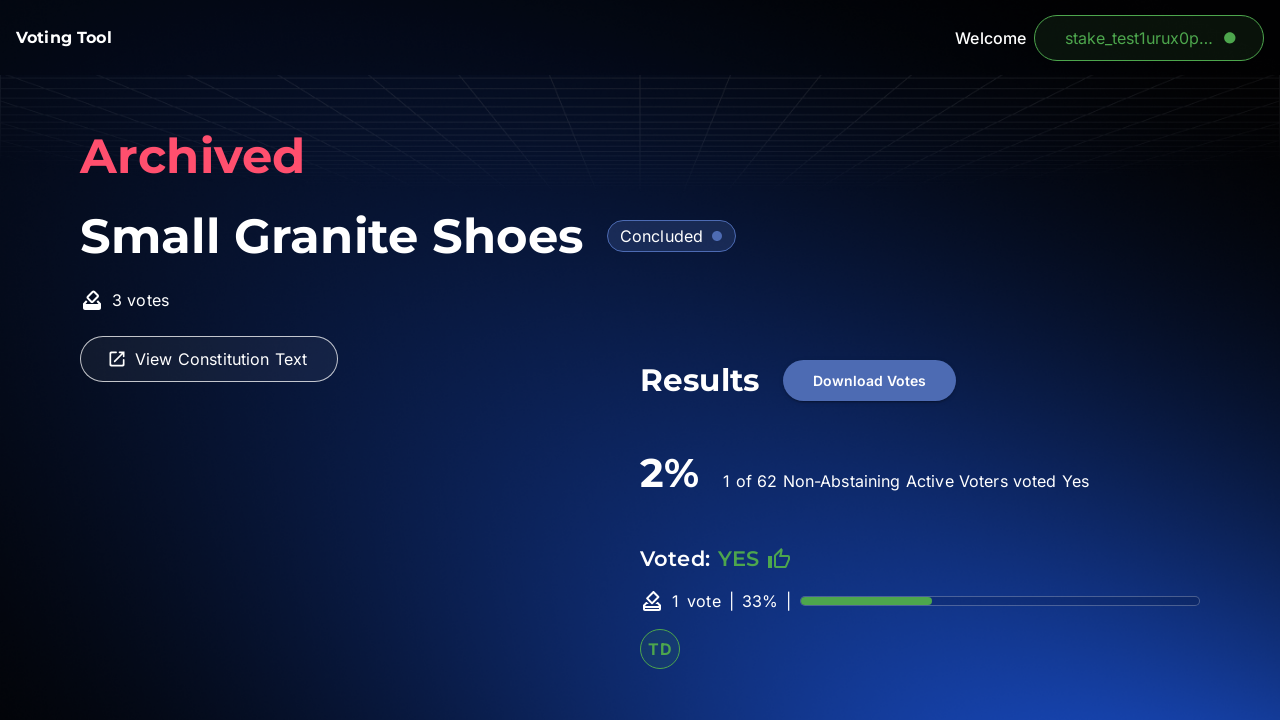 Voting Tool
Welcome
stake_test1urux0p...
Archived
Small Granite Shoes
Concluded
3 votes
View Constitution Text
Results
Download Votes
2%
1 of 62 Non-Abstaining Active Voters voted Yes
Voted: YES
1 vote | 33% |
TD